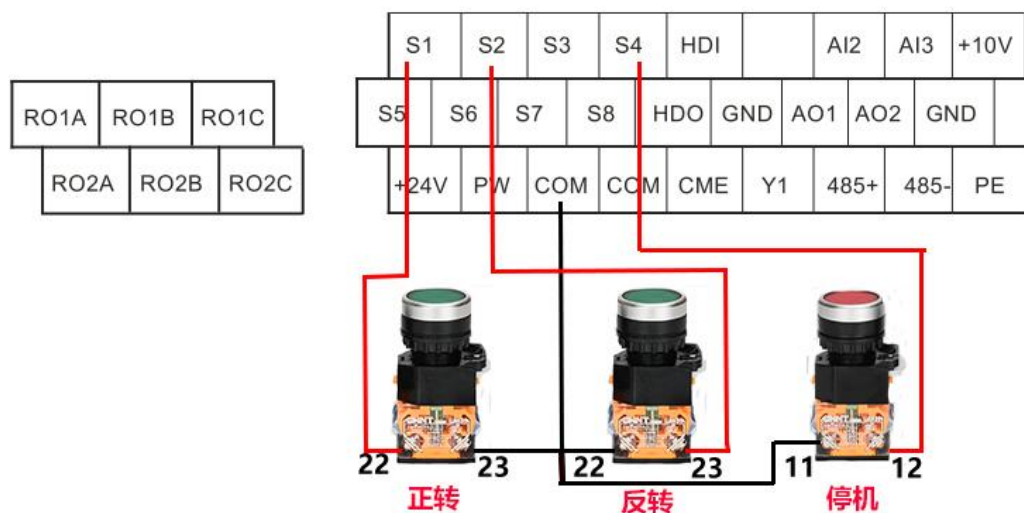 S1 S2 S3 S4 HDI AI2 AI3 +10V
RO1A RO1B RO1C S5 S6 S7 S8 HDO GND AO1 AO2 GND
RO2A RO2B RO2C +24V PW COM COM CME Y1 485+ 485- PE
22 23 22 23 11 12
正转 反转 停机